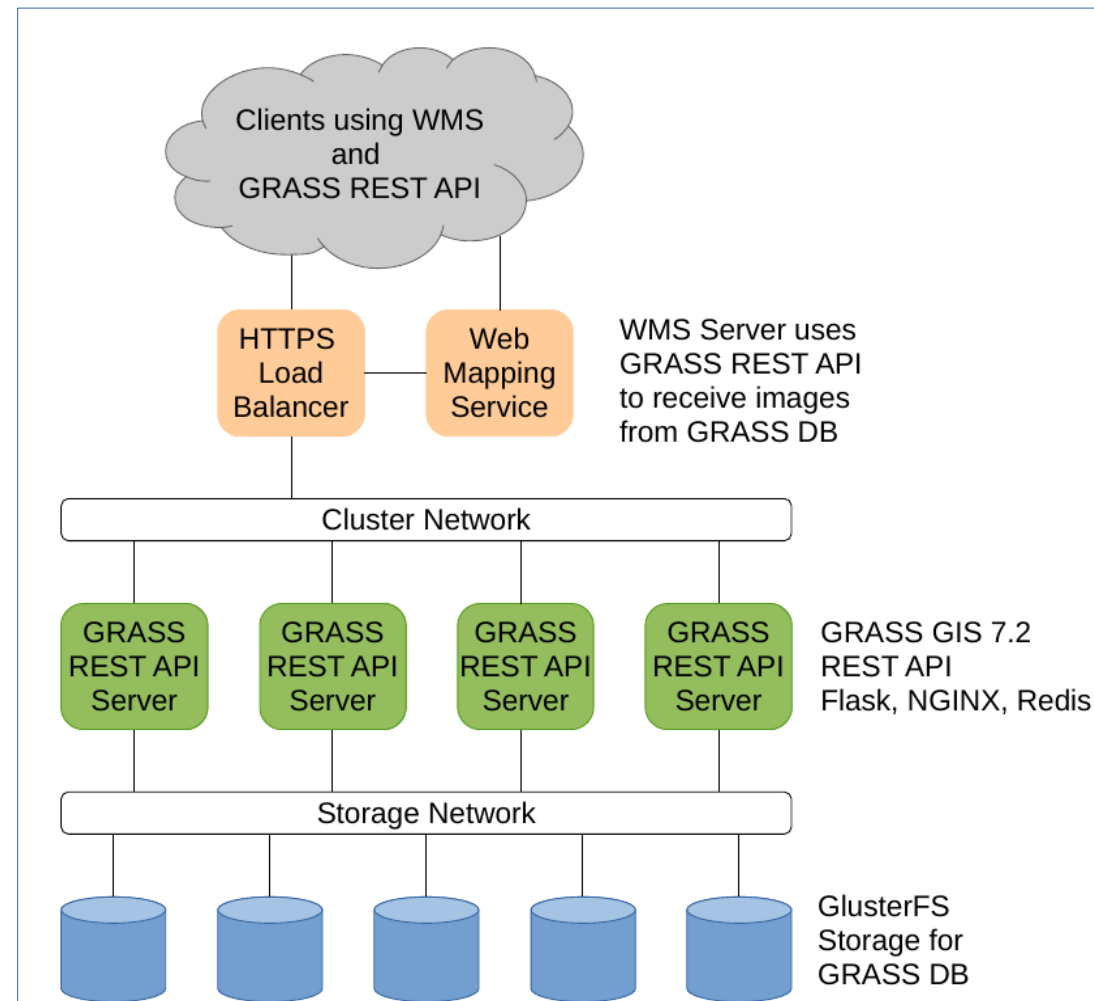 Clients using WMS
and
GRASS REST API
HTTPS
Load
Balancer
Web
Mapping
Service
WMS Server uses
GRASS REST API
to receive images
from GRASS DB
Cluster Network
GRASS
REST API
Server
GRASS
REST API
Server
GRASS
REST API
Server
GRASS
REST API
Server
GRASS GIS 7.2
REST API
Flask, NGINX, Redis
Storage Network
GlusterFS
Storage for
GRASS DB